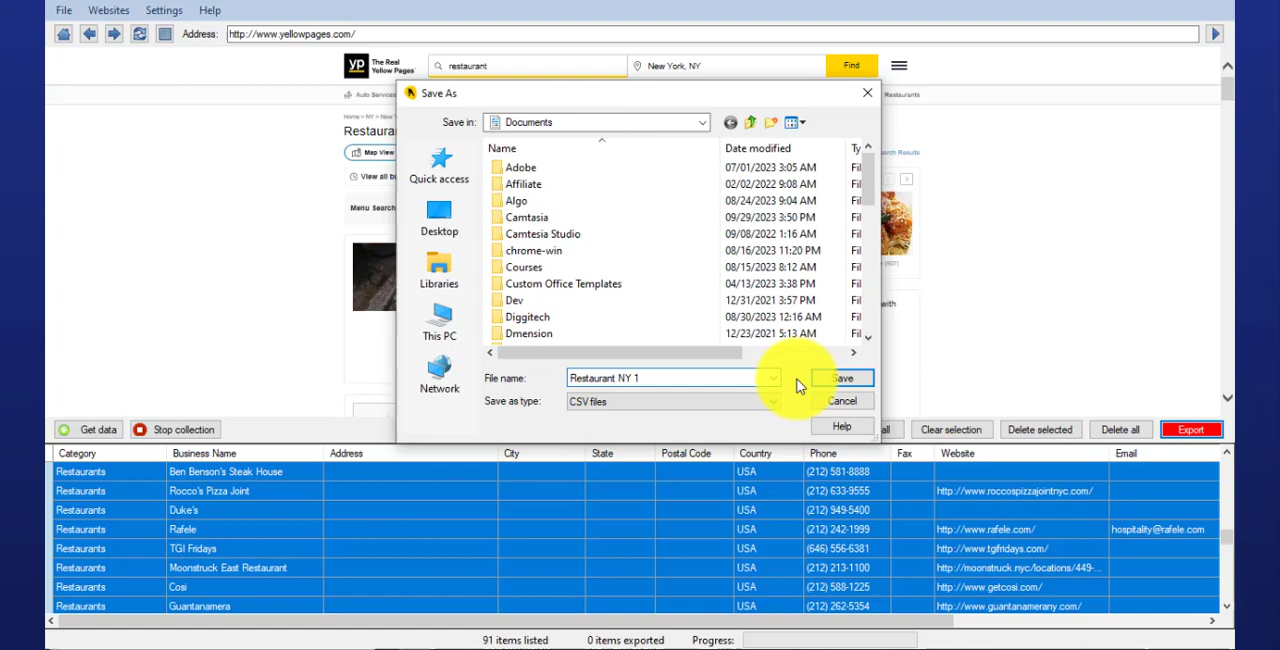 File Websites Settings Help
Address: http://www.yellowpages.com/
yp The Real Yellow Pages restaurant New York, NY Find
Auto Services Restaurants
Home > NY > New Y
Restaura
Map View
Search Results
View all bu
Menu Search
with
Save As
Save in: Documents
Name Date modified Ty
Adobe 07/01/2023 3:05 AM Fil
Affiliate 02/02/2022 9:08 AM Fil
Algo 08/24/2023 9:04 AM Fil
Camtasia 09/29/2023 3:50 PM Fil
Camtesia Studio 09/08/2022 1:16 AM Fil
chrome-win 08/16/2023 11:20 PM Fil
Courses 08/15/2023 8:12 AM Fil
Custom Office Templates 04/13/2023 3:38 PM Fil
Dev 12/31/2021 3:57 PM Fil
Diggitech 08/30/2023 12:16 AM Fil
Dmension 12/23/2021 5:13 AM Fil
Quick access
Desktop
Libraries
This PC
Network
File name: Restaurant NY 1 Save
Save as type: CSV files Cancel
Help
Get data Stop collection all Clear selection Delete selected Delete all Export
Category Business Name Address City State Postal Code Country Phone Fax Website Email
Restaurants Ben Benson's Steak House USA (212) 581-8888
Restaurants Rocco's Pizza Joint USA (212) 633-9555 http://www.roccospizzajointnyc.com/
Restaurants Duke's USA (212) 949-5400
Restaurants Rafele USA (212) 242-1999 http://www.rafele.com/ hospitality@rafele.com
Restaurants TGI Fridays USA (646) 556-6381 http://www.tgifridays.com/
Restaurants Moonstruck East Restaurant USA (212) 213-1100 http://moonstruck.nyc/locations/449-...
Restaurants Cosi USA (212) 588-1225 http://www.getcosi.com/
Restaurants Guantanamera USA (212) 262-5354 http://www.guantanamerany.com/
91 items listed 0 items exported Progress: